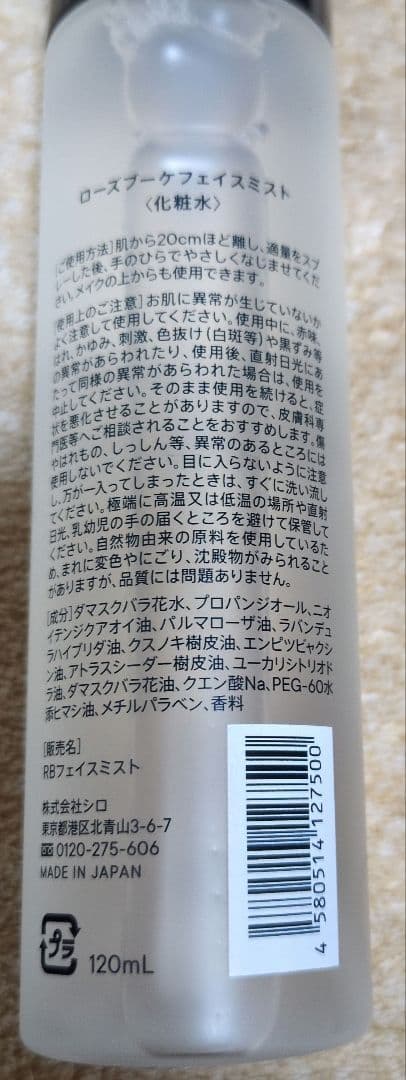 ローズブーケフェイスミスト
〈化粧水〉
[ご使用方法]肌から20cmほど離し、適量をスプ
レーした後、手のひらでやさしくなじませてくだ
さい。メイクの上からも使用できます。
[使用上のご注意]お肌に異常が生じていないか
よく注意して使用してください。使用中に、赤味、
はれ、かゆみ、刺激、色抜け(白斑等)や黒ずみ等
の異常があらわれたり、使用後、直射日光にあ
たって同様の異常があらわれた場合は、使用を
中止してください。そのまま使用を続けると、症
状を悪化させることがありますので、皮膚科専
門医等へご相談されることをおすすめします。傷
やはれもの、しっしん等、異常のあるところには
使用しないでください。目に入らないように注意
し、万が一入ってしまったときは、すぐに洗い流し
てください。極端に高温又は低温の場所や直射
日光、乳幼児の手の届くところを避けて保管して
ください。自然物由来の原料を使用しているた
め、まれに変色やにごり、沈殿物がみられること
がありますが、品質には問題ありません。
[成分]ダマスクバラ花水、プロパンジオール、ニオ
イテンジクアオイ油、パルマローザ油、ラバンデュ
ラハイブリダ油、クスノキ樹皮油、エンピツビャクシ
ン油、アトラスシーダー樹皮油、ユーカリシトリオド
ラ油、ダマスクバラ花油、クエン酸Na、PEG-60水
添ヒマシ油、メチルパラベン、香料
[販売名]
RBフェイスミスト
株式会社シロ
東京都港区北青山3-6-7
0120-275-606
MADE IN JAPAN
プラ
120mL
4 580514 127500